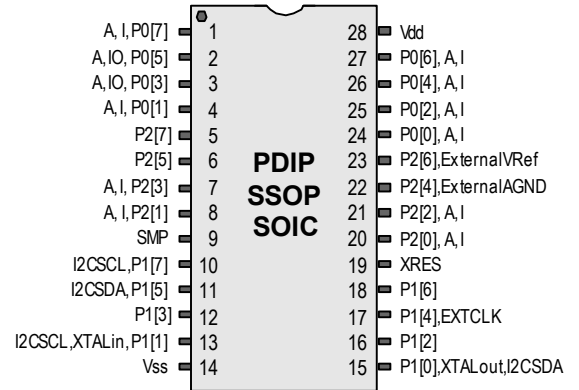 A, I, P0[7] 1 28 Vdd
A, IO, P0[5] 2 27 P0[6], A, I
A, IO, P0[3] 3 26 P0[4], A, I
A, I, P0[1] 4 25 P0[2], A, I
P2[7] 5 24 P0[0], A, I
P2[5] 6 PDIP 23 P2[6], ExternalVRef
A, I, P2[3] 7 SSOP 22 P2[4], ExternalAGND
A, I, P2[1] 8 SOIC 21 P2[2], A, I
SMP 9 20 P2[0], A, I
I2CSCL, P1[7] 10 19 XRES
I2CSDA, P1[5] 11 18 P1[6]
P1[3] 12 17 P1[4], EXTCLK
I2CSCL, XTALin, P1[1] 13 16 P1[2]
Vss 14 15 P1[0], XTALout, I2CSDA